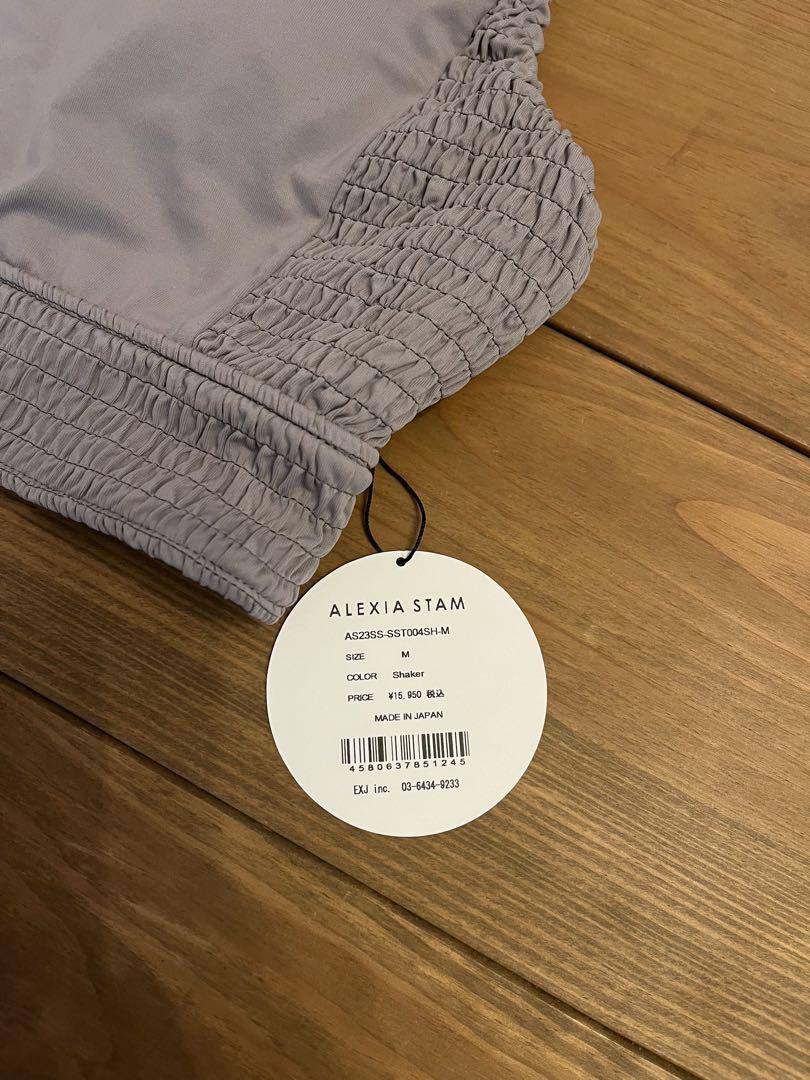 ALEXIA STAM
AS23SS-SST004SH-M
SIZE M
COLOR Shaker
PRICE ¥15,950 税込
MADE IN JAPAN
4580637851245
EXJ inc. 03-6434-9233